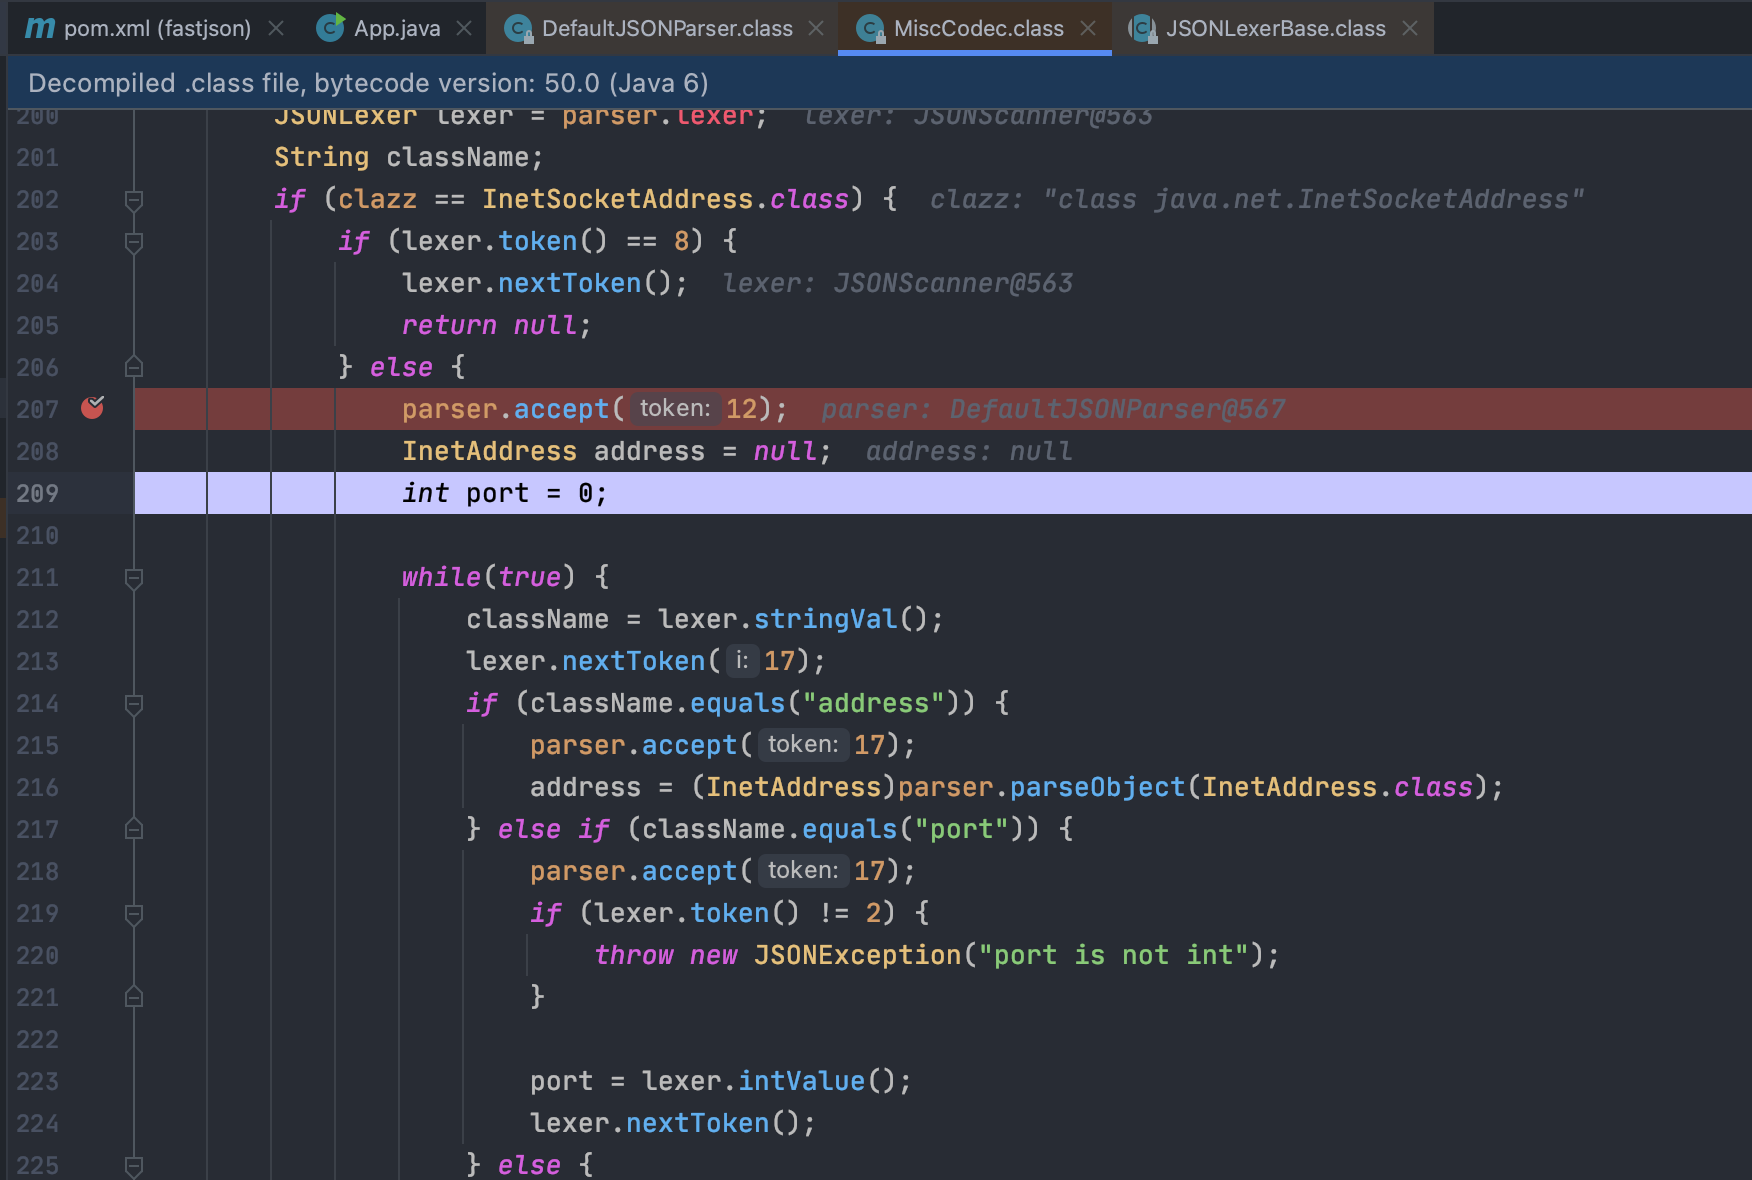 pom.xml (fastjson) App.java DefaultJSONParser.class MiscCodec.class JSONLexerBase.class
Decompiled .class file, bytecode version: 50.0 (Java 6)
200 JSONLexer lexer = parser.lexer; lexer: JSONScanner@563
201 String className;
202 if (clazz == InetSocketAddress.class) { clazz: "class java.net.InetSocketAddress"
203 if (lexer.token() == 8) {
204 lexer.nextToken(); lexer: JSONScanner@563
205 return null;
206 } else {
207 parser.accept( token: 12); parser: DefaultJSONParser@567
208 InetAddress address = null; address: null
209 int port = 0;
210
211 while(true) {
212 className = lexer.stringVal();
213 lexer.nextToken( i: 17);
214 if (className.equals("address")) {
215 parser.accept( token: 17);
216 address = (InetAddress)parser.parseObject(InetAddress.class);
217 } else if (className.equals("port")) {
218 parser.accept( token: 17);
219 if (lexer.token() != 2) {
220 throw new JSONException("port is not int");
221 }
222
223 port = lexer.intValue();
224 lexer.nextToken();
225 } else {